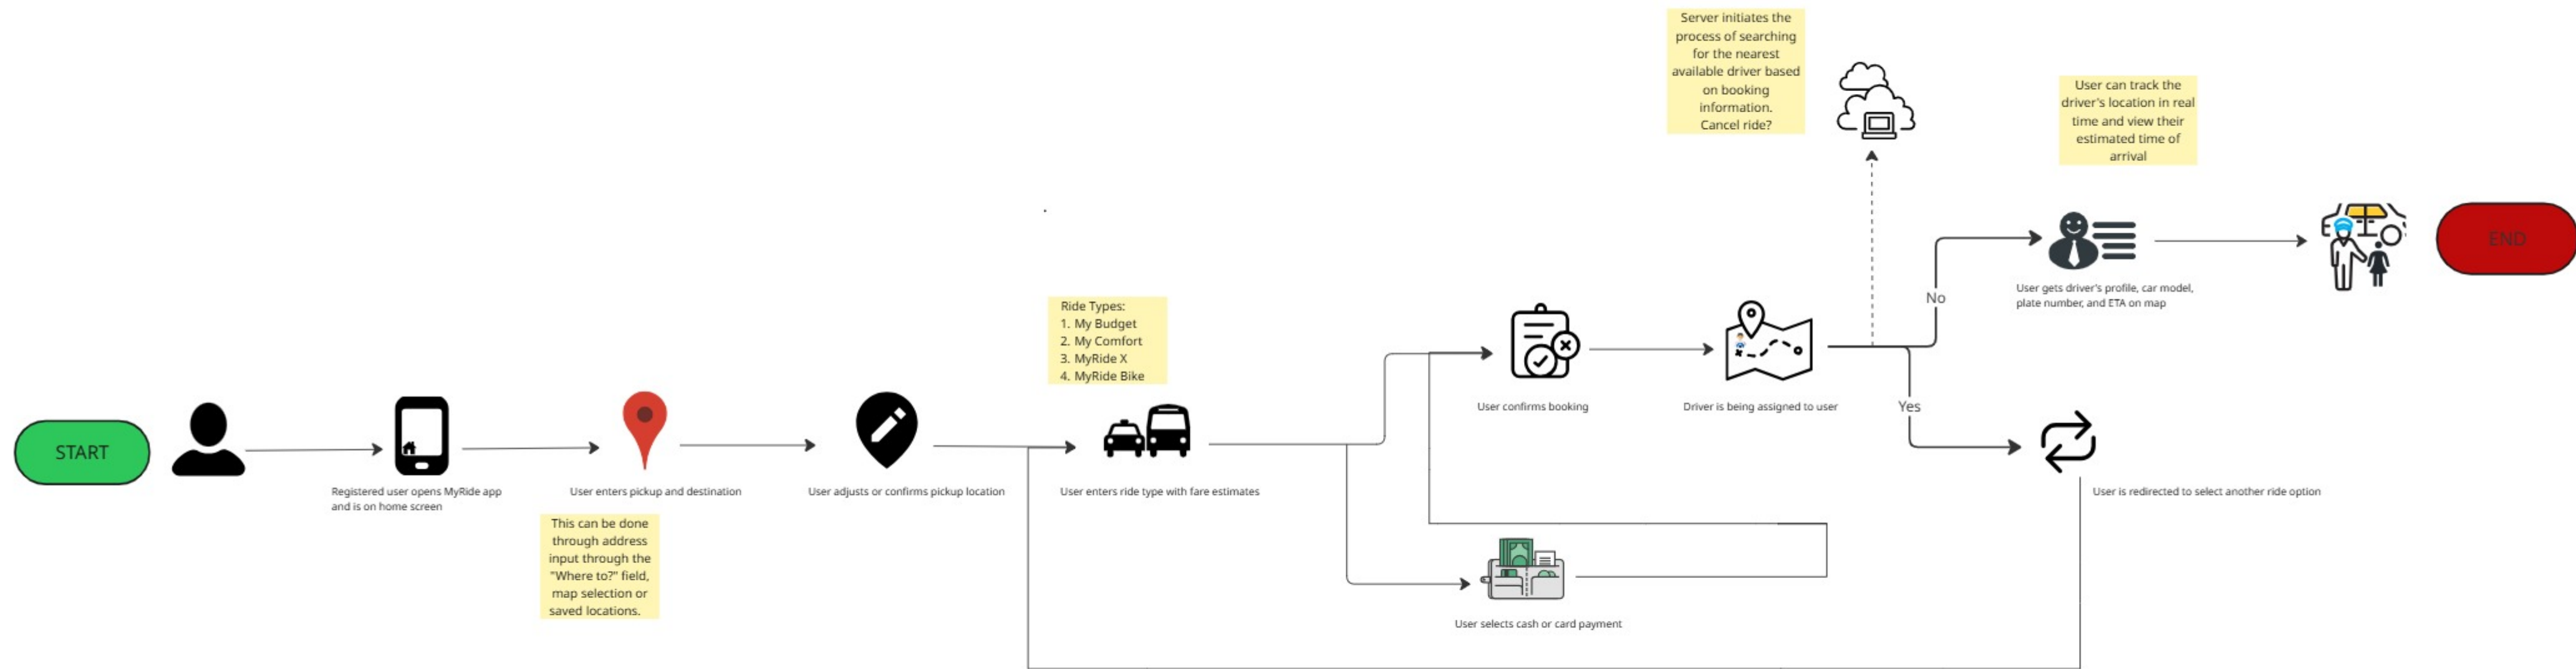 START
Registered user opens MyRide app
and is on home screen
User enters pickup and destination
This can be done
through address
input through the
"Where to?" field,
map selection or
saved locations.
User adjusts or confirms pickup location
Ride Types:
1. My Budget
2. My Comfort
3. MyRide X
4. MyRide Bike
User enters ride type with fare estimates
User selects cash or card payment
User confirms booking
Driver is being assigned to user
Server initiates the
process of searching
for the nearest
available driver based
on booking
information.
Cancel ride?
No
Yes
User can track the
driver's location in real
time and view their
estimated time of
arrival
User gets driver's profile, car model,
plate number, and ETA on map
User is redirected to select another ride option
END